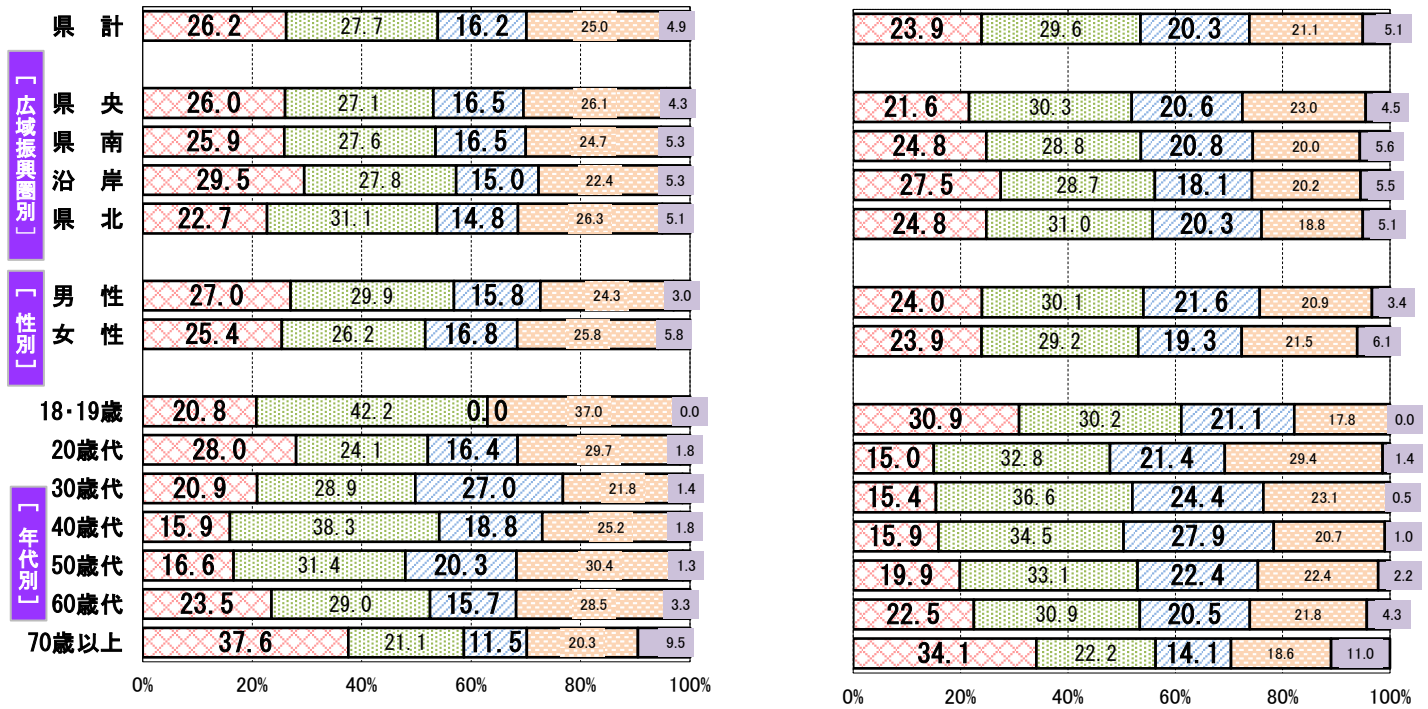 県 計 26.2 27.7 16.2 25.0 4.9 23.9 29.6 20.3 21.1 5.1
[広域振興圏別]
県 央 26.0 27.1 16.5 26.1 4.3 21.6 30.3 20.6 23.0 4.5
県 南 25.9 27.6 16.5 24.7 5.3 24.8 28.8 20.8 20.0 5.6
沿 岸 29.5 27.8 15.0 22.4 5.3 27.5 28.7 18.1 20.2 5.5
県 北 22.7 31.1 14.8 26.3 5.1 24.8 31.0 20.3 18.8 5.1
[性別]
男 性 27.0 29.9 15.8 24.3 3.0 24.0 30.1 21.6 20.9 3.4
女 性 25.4 26.2 16.8 25.8 5.8 23.9 29.2 19.3 21.5 6.1
[年代別]
18・19歳 20.8 42.2 0.0 37.0 0.0 30.9 30.2 21.1 17.8 0.0
20歳代 28.0 24.1 16.4 29.7 1.8 15.0 32.8 21.4 29.4 1.4
30歳代 20.9 28.9 27.0 21.8 1.4 15.4 36.6 24.4 23.1 0.5
40歳代 15.9 38.3 18.8 25.2 1.8 15.9 34.5 27.9 20.7 1.0
50歳代 16.6 31.4 20.3 30.4 1.3 19.9 33.1 22.4 22.4 2.2
60歳代 23.5 29.0 15.7 28.5 3.3 22.5 30.9 20.5 21.8 4.3
70歳以上 37.6 21.1 11.5 20.3 9.5 34.1 22.2 14.1 18.6 11.0
0% 20% 40% 60% 80% 100% 0% 20% 40% 60% 80% 100%